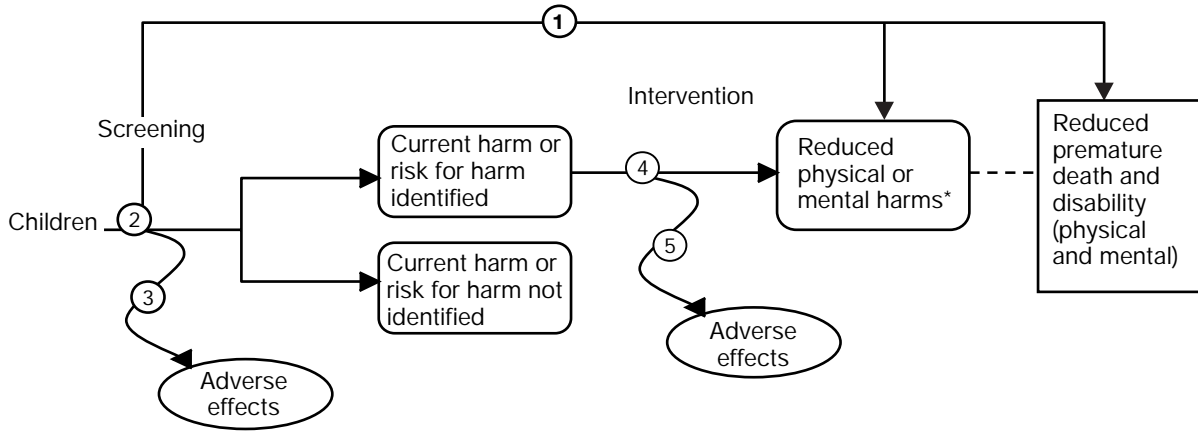 1
Screening
Children
2
3
Adverse
effects
Current harm or
risk for harm
identified
Current harm or
risk for harm not
identified
Intervention
4
5
Adverse
effects
Reduced
physical or
mental harms*
Reduced
premature
death and
disability
(physical
and mental)